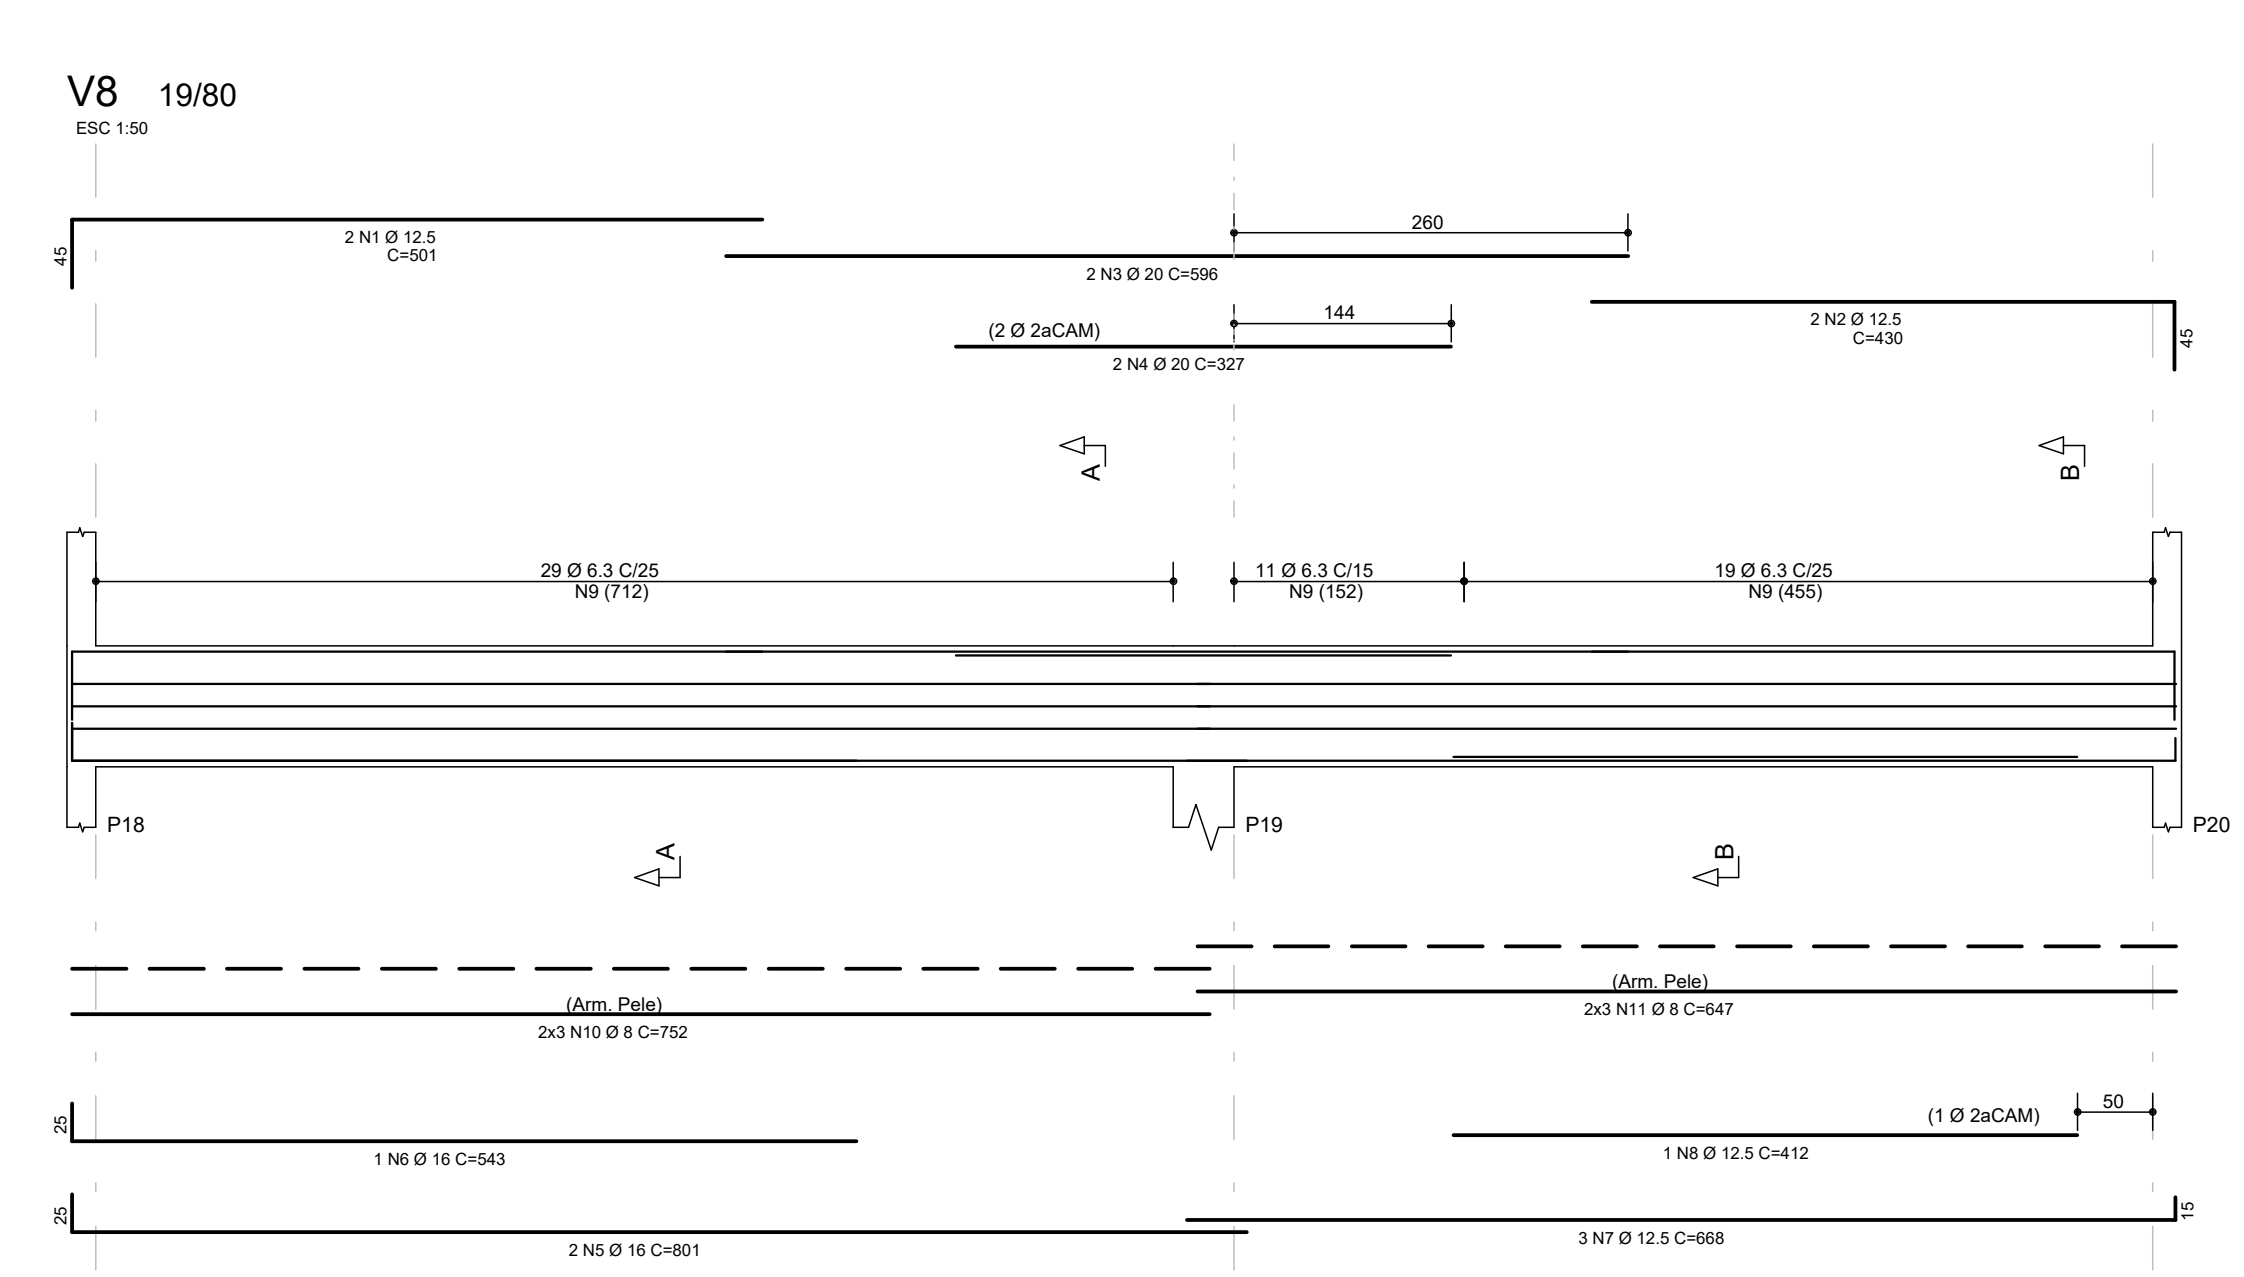 V8 19/80
ESC 1:50
45
2 N1 Ø 12.5
C=501
260
2 N3 Ø 20 C=596
144
(2 Ø 2aCAM)
2 N4 Ø 20 C=327
2 N2 Ø 12.5
C=430
45
A
B
29 Ø 6.3 C/25
N9 (712)
11 Ø 6.3 C/15
N9 (152)
19 Ø 6.3 C/25
N9 (455)
P18
P19
P20
A
B
(Arm. Pele)
2x3 N10 Ø 8 C=752
(Arm. Pele)
2x3 N11 Ø 8 C=647
25
1 N6 Ø 16 C=543
50
(1 Ø 2aCAM)
1 N8 Ø 12.5 C=412
25
2 N5 Ø 16 C=801
15
3 N7 Ø 12.5 C=668